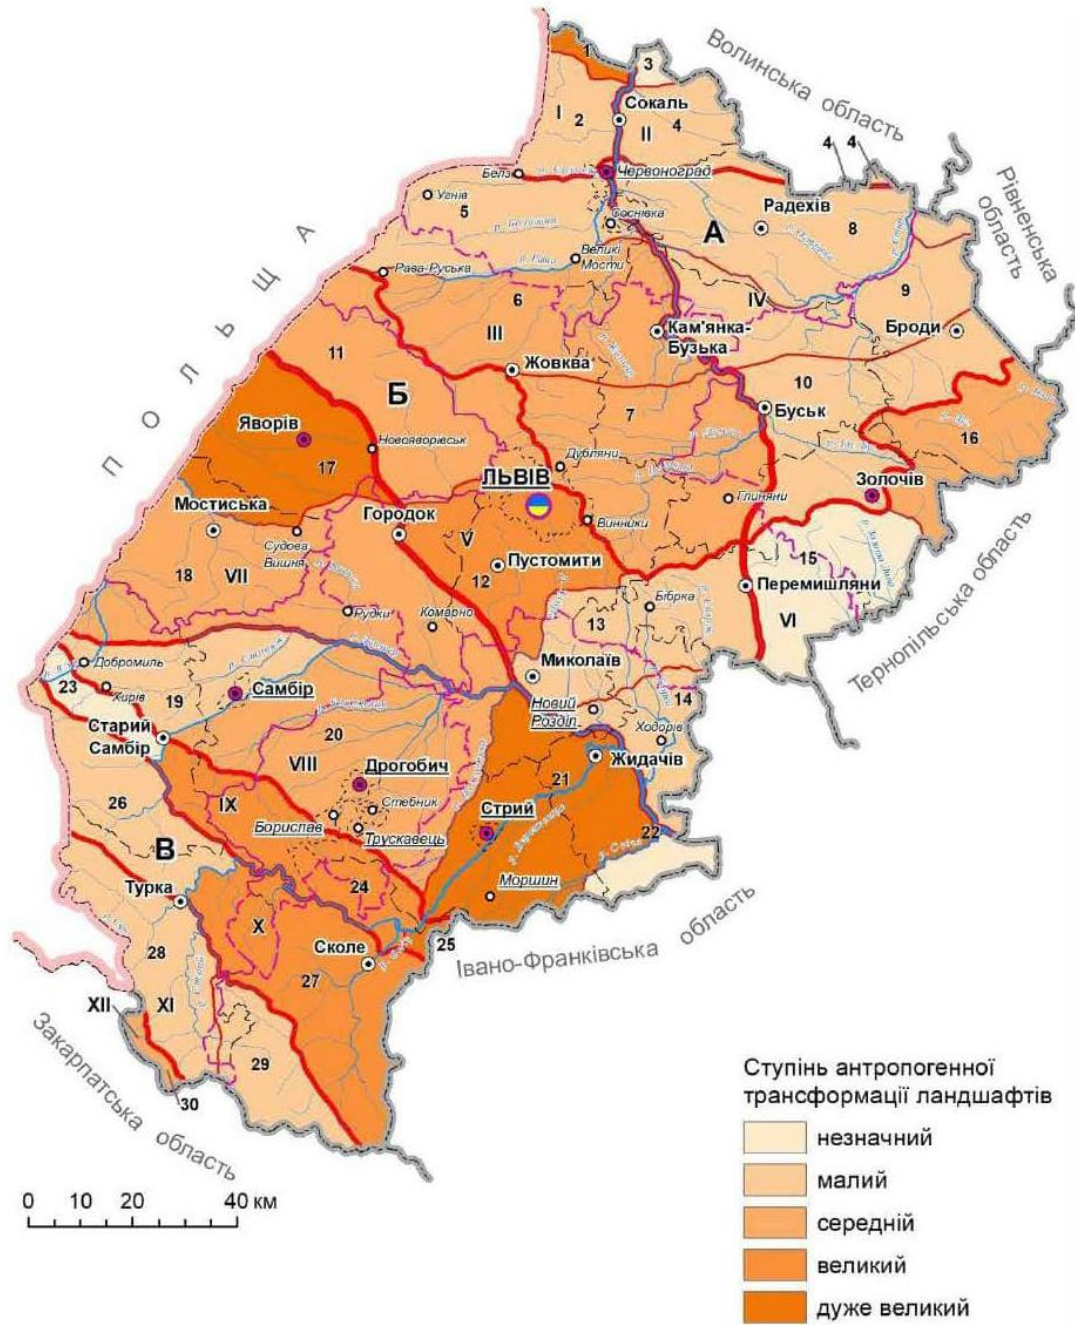 Волинська область
Рівненська область
ПОЛЬЩА
1
3
I
2
Сокаль
II
4
4
4
Белз
Червоноград
Угнів
5
Соснівка
А
Радехів
8
Великі
Мости
Рава-Руська
р. Рата
6
IV
9
III
Кам'янка-
Бузька
Броди
11
Жовква
Б
7
10
Буськ
16
Яворів
17
Новояворівськ
Дубляни
ЛЬВІВ
Золочів
Глиняни
Мостиська
Городок
V
Винники
Судова
Вишня
Пустомити
15
18
VII
12
Перемишляни
Рудки
Комарно
Бібрка
13
VI
Тернопільська область
Добромиль
Миколаїв
23
Хирів
19
Самбір
Новий
Розділ
14
Старий
Самбір
20
Ходорів
VIII
Дрогобич
21
Жидачів
26
IX
Стебник
Стрий
Борислав
Трускавець
22
В
24
Моршин
Турка
X
25
Сколе
Івано-Франківська область
28
27
XII
XI
29
30
Закарпатська область
Ступінь антропогенної
трансформації ландшафтів
незначний
малий
середній
великий
дуже великий
0 10 20 40 км